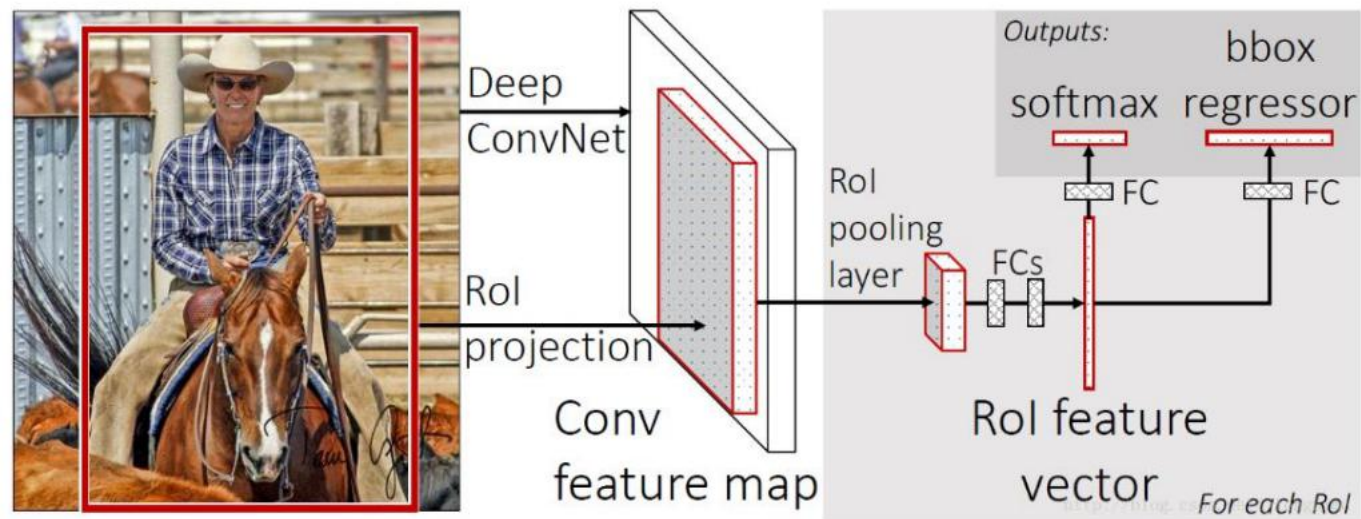 Deep
ConvNet
RoI
projection
Conv
feature map
RoI
pooling
layer
FCs
RoI feature
vector
For each RoI
Outputs:
softmax
bbox
regressor
FC
FC